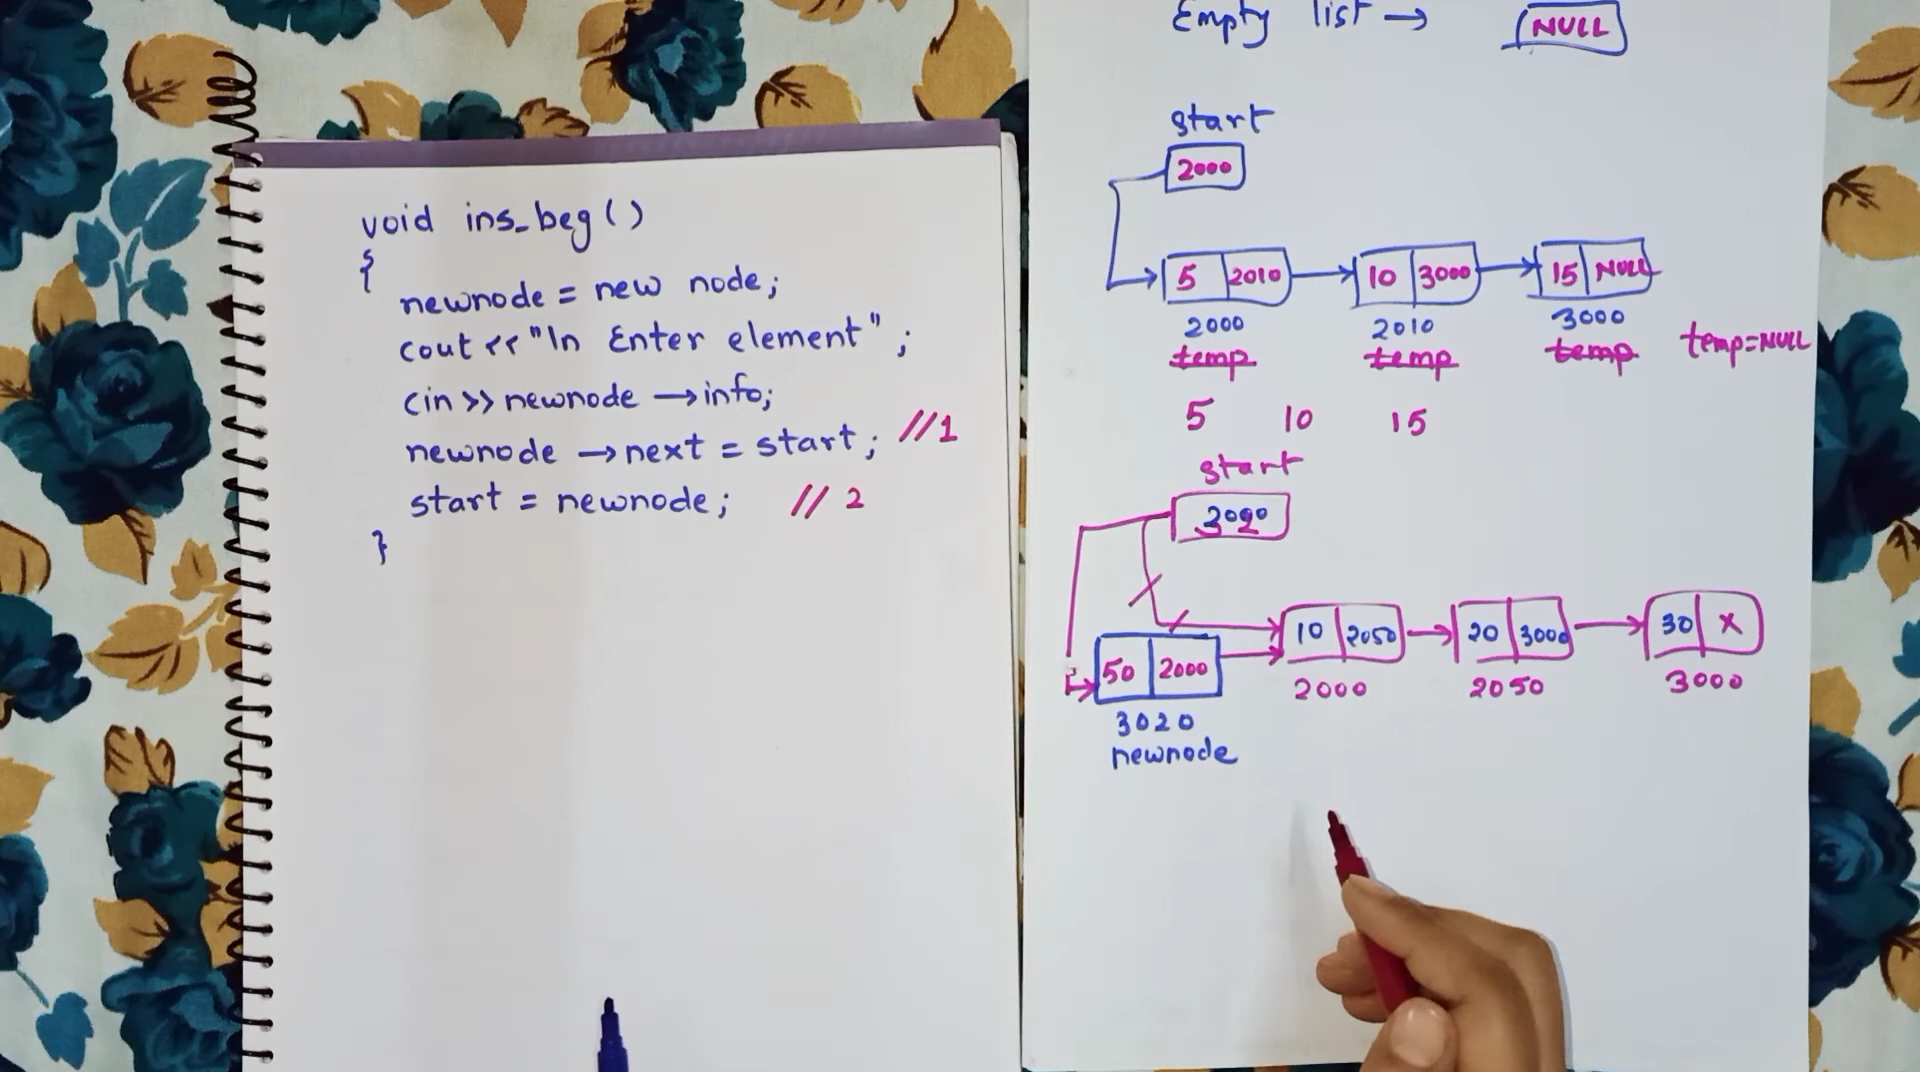 void ins_beg()
{
newnode = new node;
cout << "\n Enter element";
cin >> newnode → info;
newnode → next = start; //1
start = newnode; // 2
}
Empty list → NULL
start
2000
5 2010 → 10 3000 → 15 NULL
2000 2010 3000
temp temp temp temp=NULL
5 10 15
start
3020
50 2000 → 10 2050 → 20 3000 → 30 X
3020 2000 2050 3000
newnode